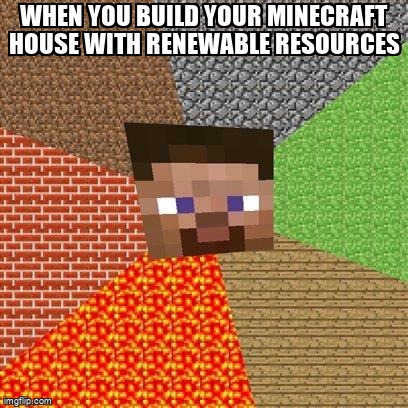 WHEN YOU BUILD YOUR MINECRAFT
HOUSE WITH RENEWABLE RESOURCES
imgflip.com